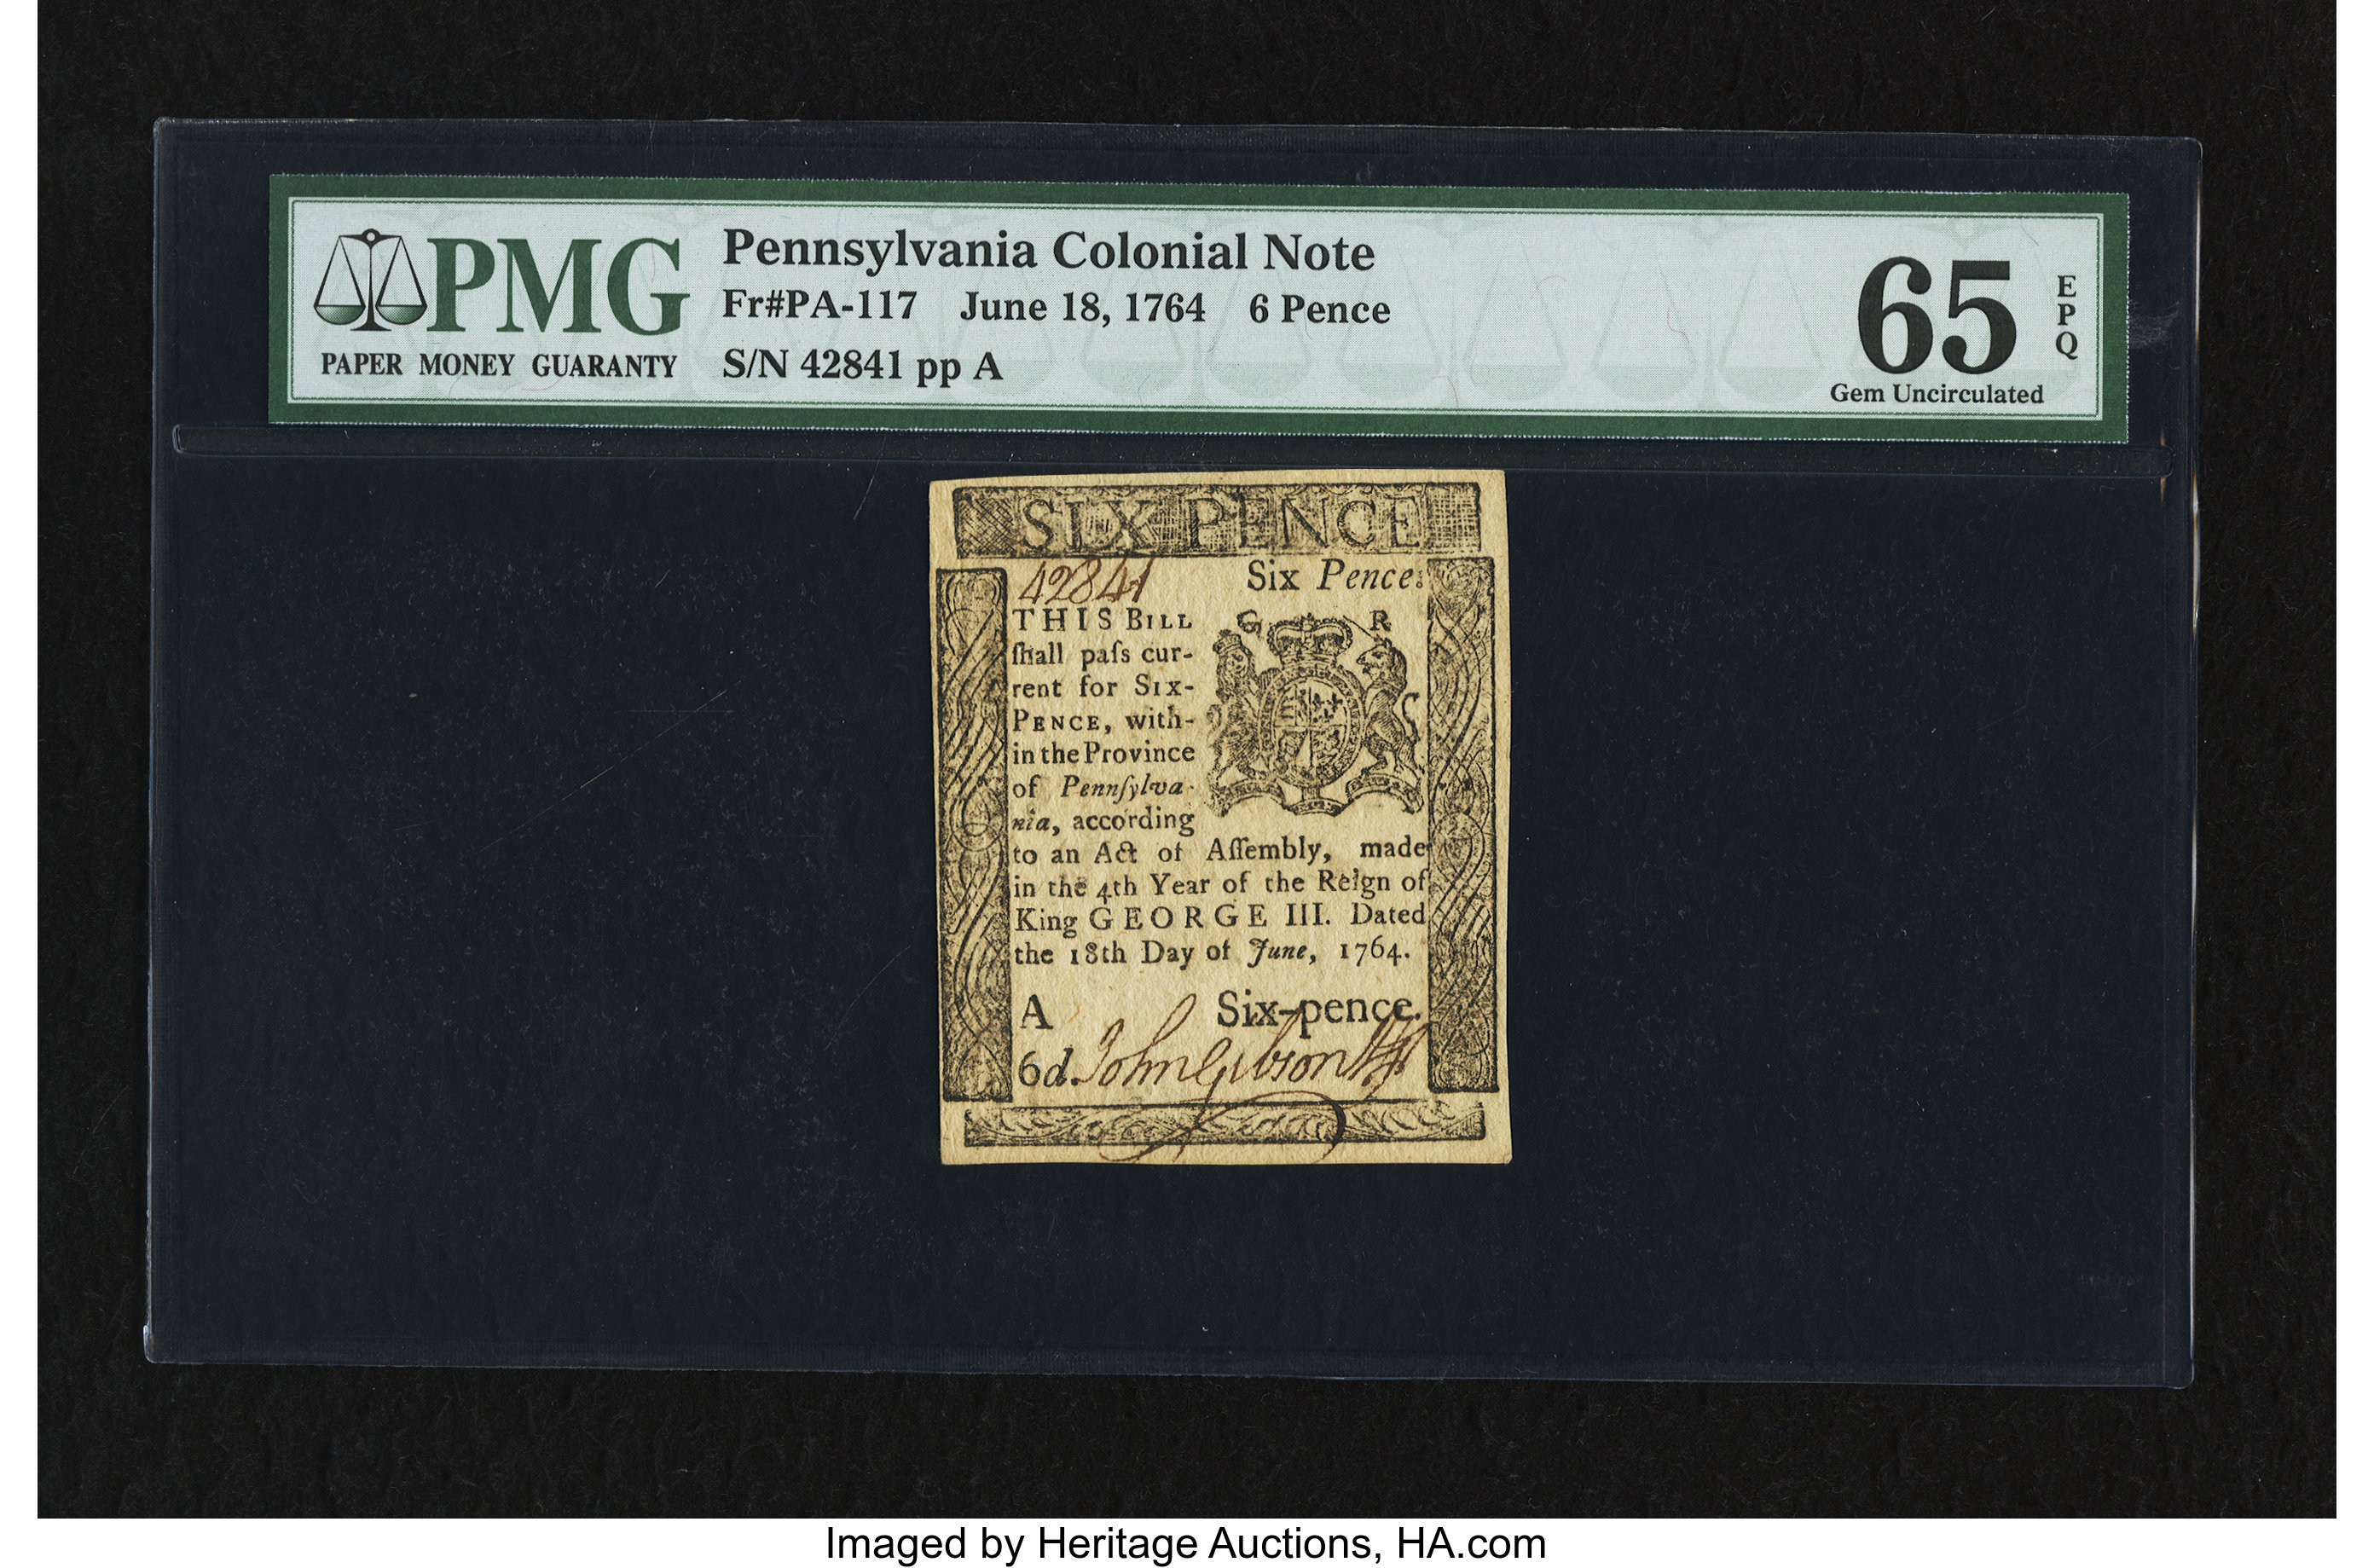 PMG
PAPER MONEY GUARANTY
Pennsylvania Colonial Note
Fr#PA-117 June 18, 1764 6 Pence
S/N 42841 pp A
65
EPQ
Gem Uncirculated
SIX PENCE
42841 Six Pence:
G R
THIS BILL
ſhall paſs cur-
rent for SIX-
PENCE, with-
in the Province
of Pennſylva-
nia, according
to an Act of Aſſembly, made
in the 4th Year of the Reign of
King GEORGE III. Dated
the 18th Day of June, 1764.
A Six-pence.
6d. John Gibson
Imaged by Heritage Auctions, HA.com